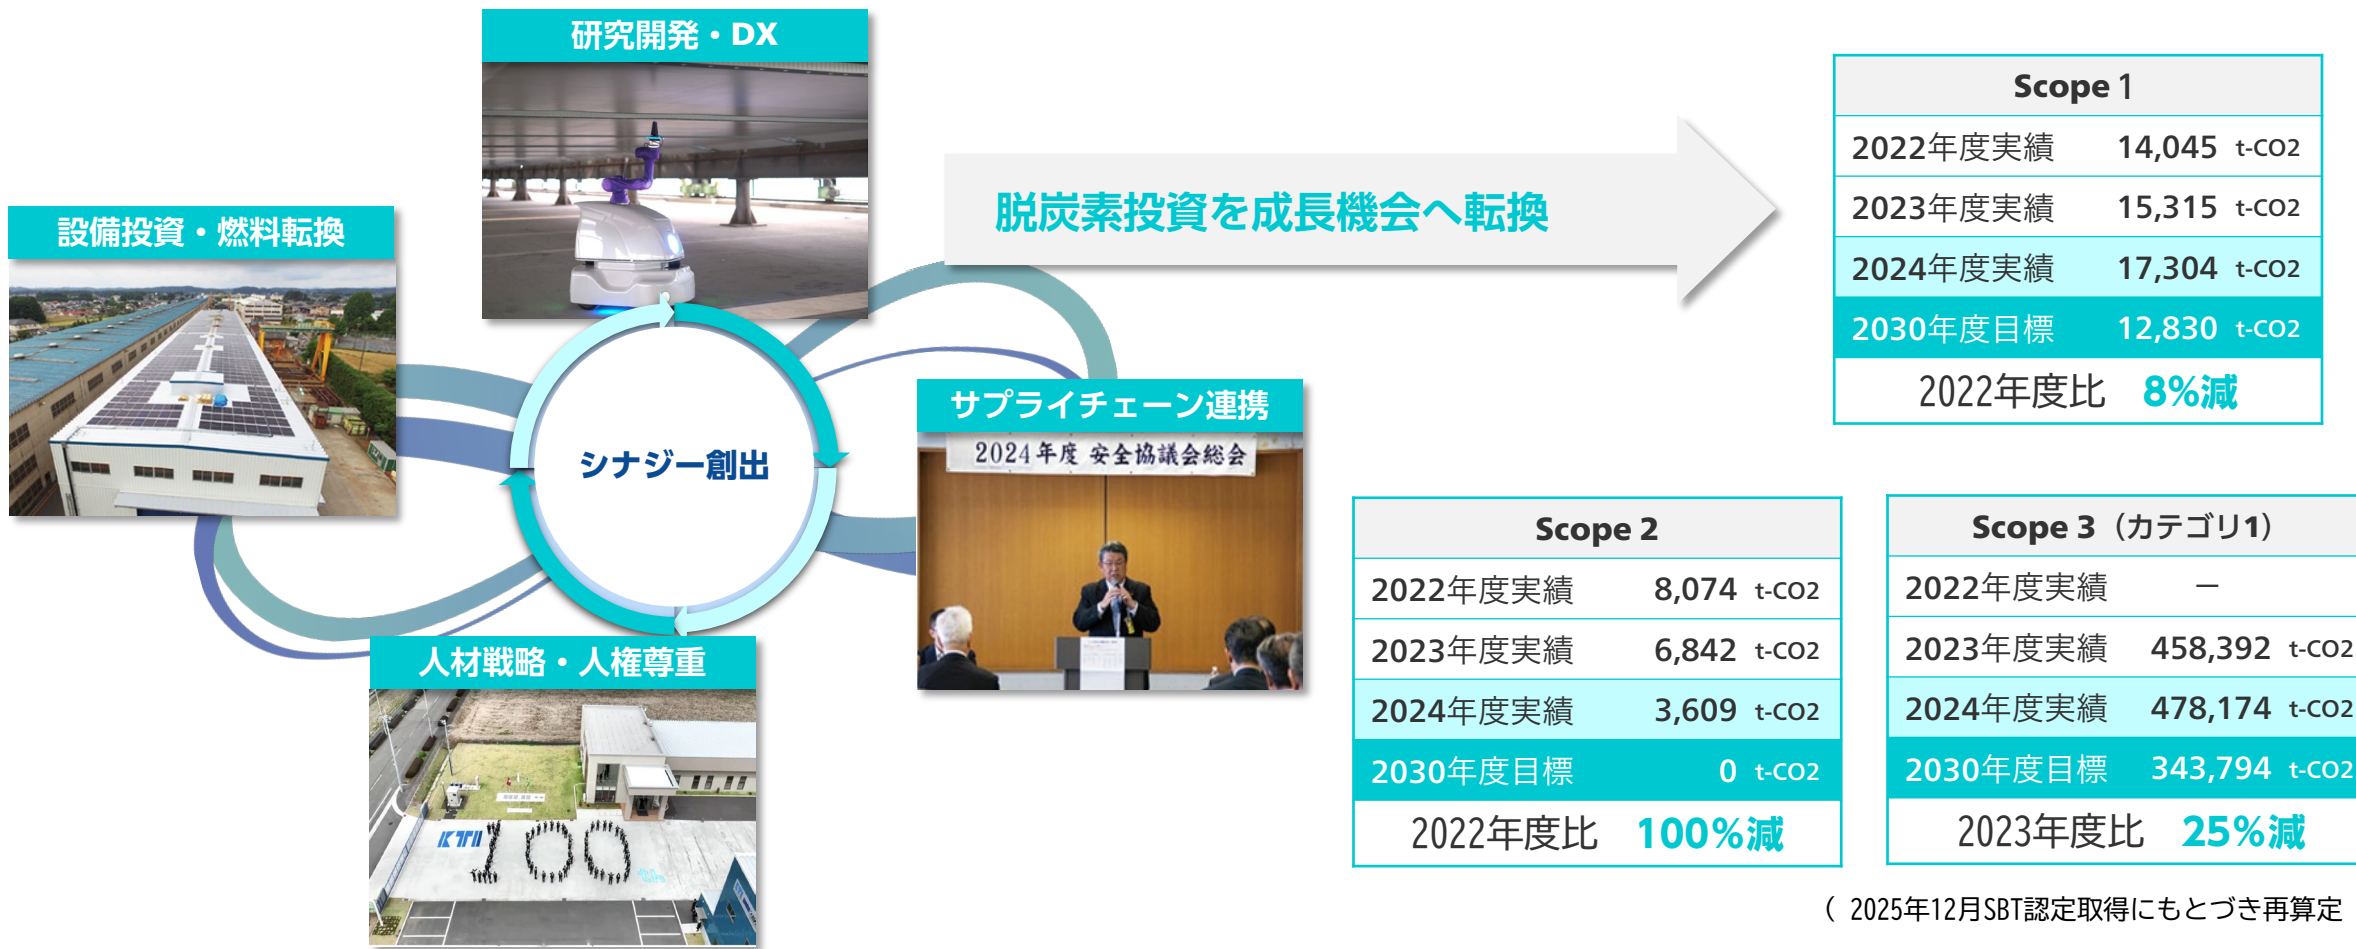 研究開発・DX
設備投資・燃料転換
脱炭素投資を成長機会へ転換
シナジー創出
サプライチェーン連携
2024年度 安全協議会総会
人材戦略・人権尊重
KTI
100
th
Scope 1
2022年度実績 14,045 t-CO2
2023年度実績 15,315 t-CO2
2024年度実績 17,304 t-CO2
2030年度目標 12,830 t-CO2
2022年度比 8%減
Scope 2
2022年度実績 8,074 t-CO2
2023年度実績 6,842 t-CO2
2024年度実績 3,609 t-CO2
2030年度目標 0 t-CO2
2022年度比 100%減
Scope 3（カテゴリ1）
2022年度実績 －
2023年度実績 458,392 t-CO2
2024年度実績 478,174 t-CO2
2030年度目標 343,794 t-CO2
2023年度比 25%減
（ 2025年12月SBT認定取得にもとづき再算定